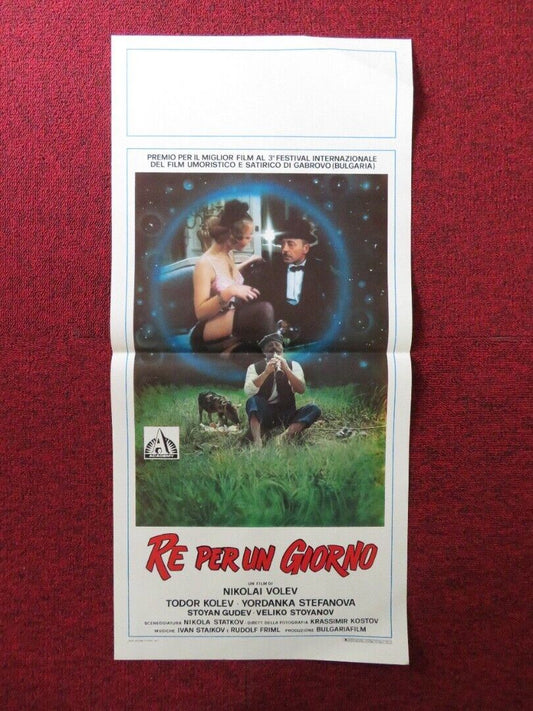 PREMIO PER IL MIGLIOR FILM AL 3° FESTIVAL INTERNAZIONALE
DEL FILM UMORISTICO E SATIRICO DI GABROVO (BULGARIA)
A
ACADEMY
RE PER UN GIORNO
UN FILM DI
NIKOLAI VOLEV
TODOR KOLEV - YORDANKA STEFANOVA
STOYAN GUDEV - VELIKO STOYANOV
SCENEGGIATURA NIKOLA STATKOV DIRETT. DELLA FOTOGRAFIA KRASSIMIR KOSTOV
MUSICHE IVAN STAIKOV E RUDOLF FRIML PRODUZIONE BULGARIAFILM